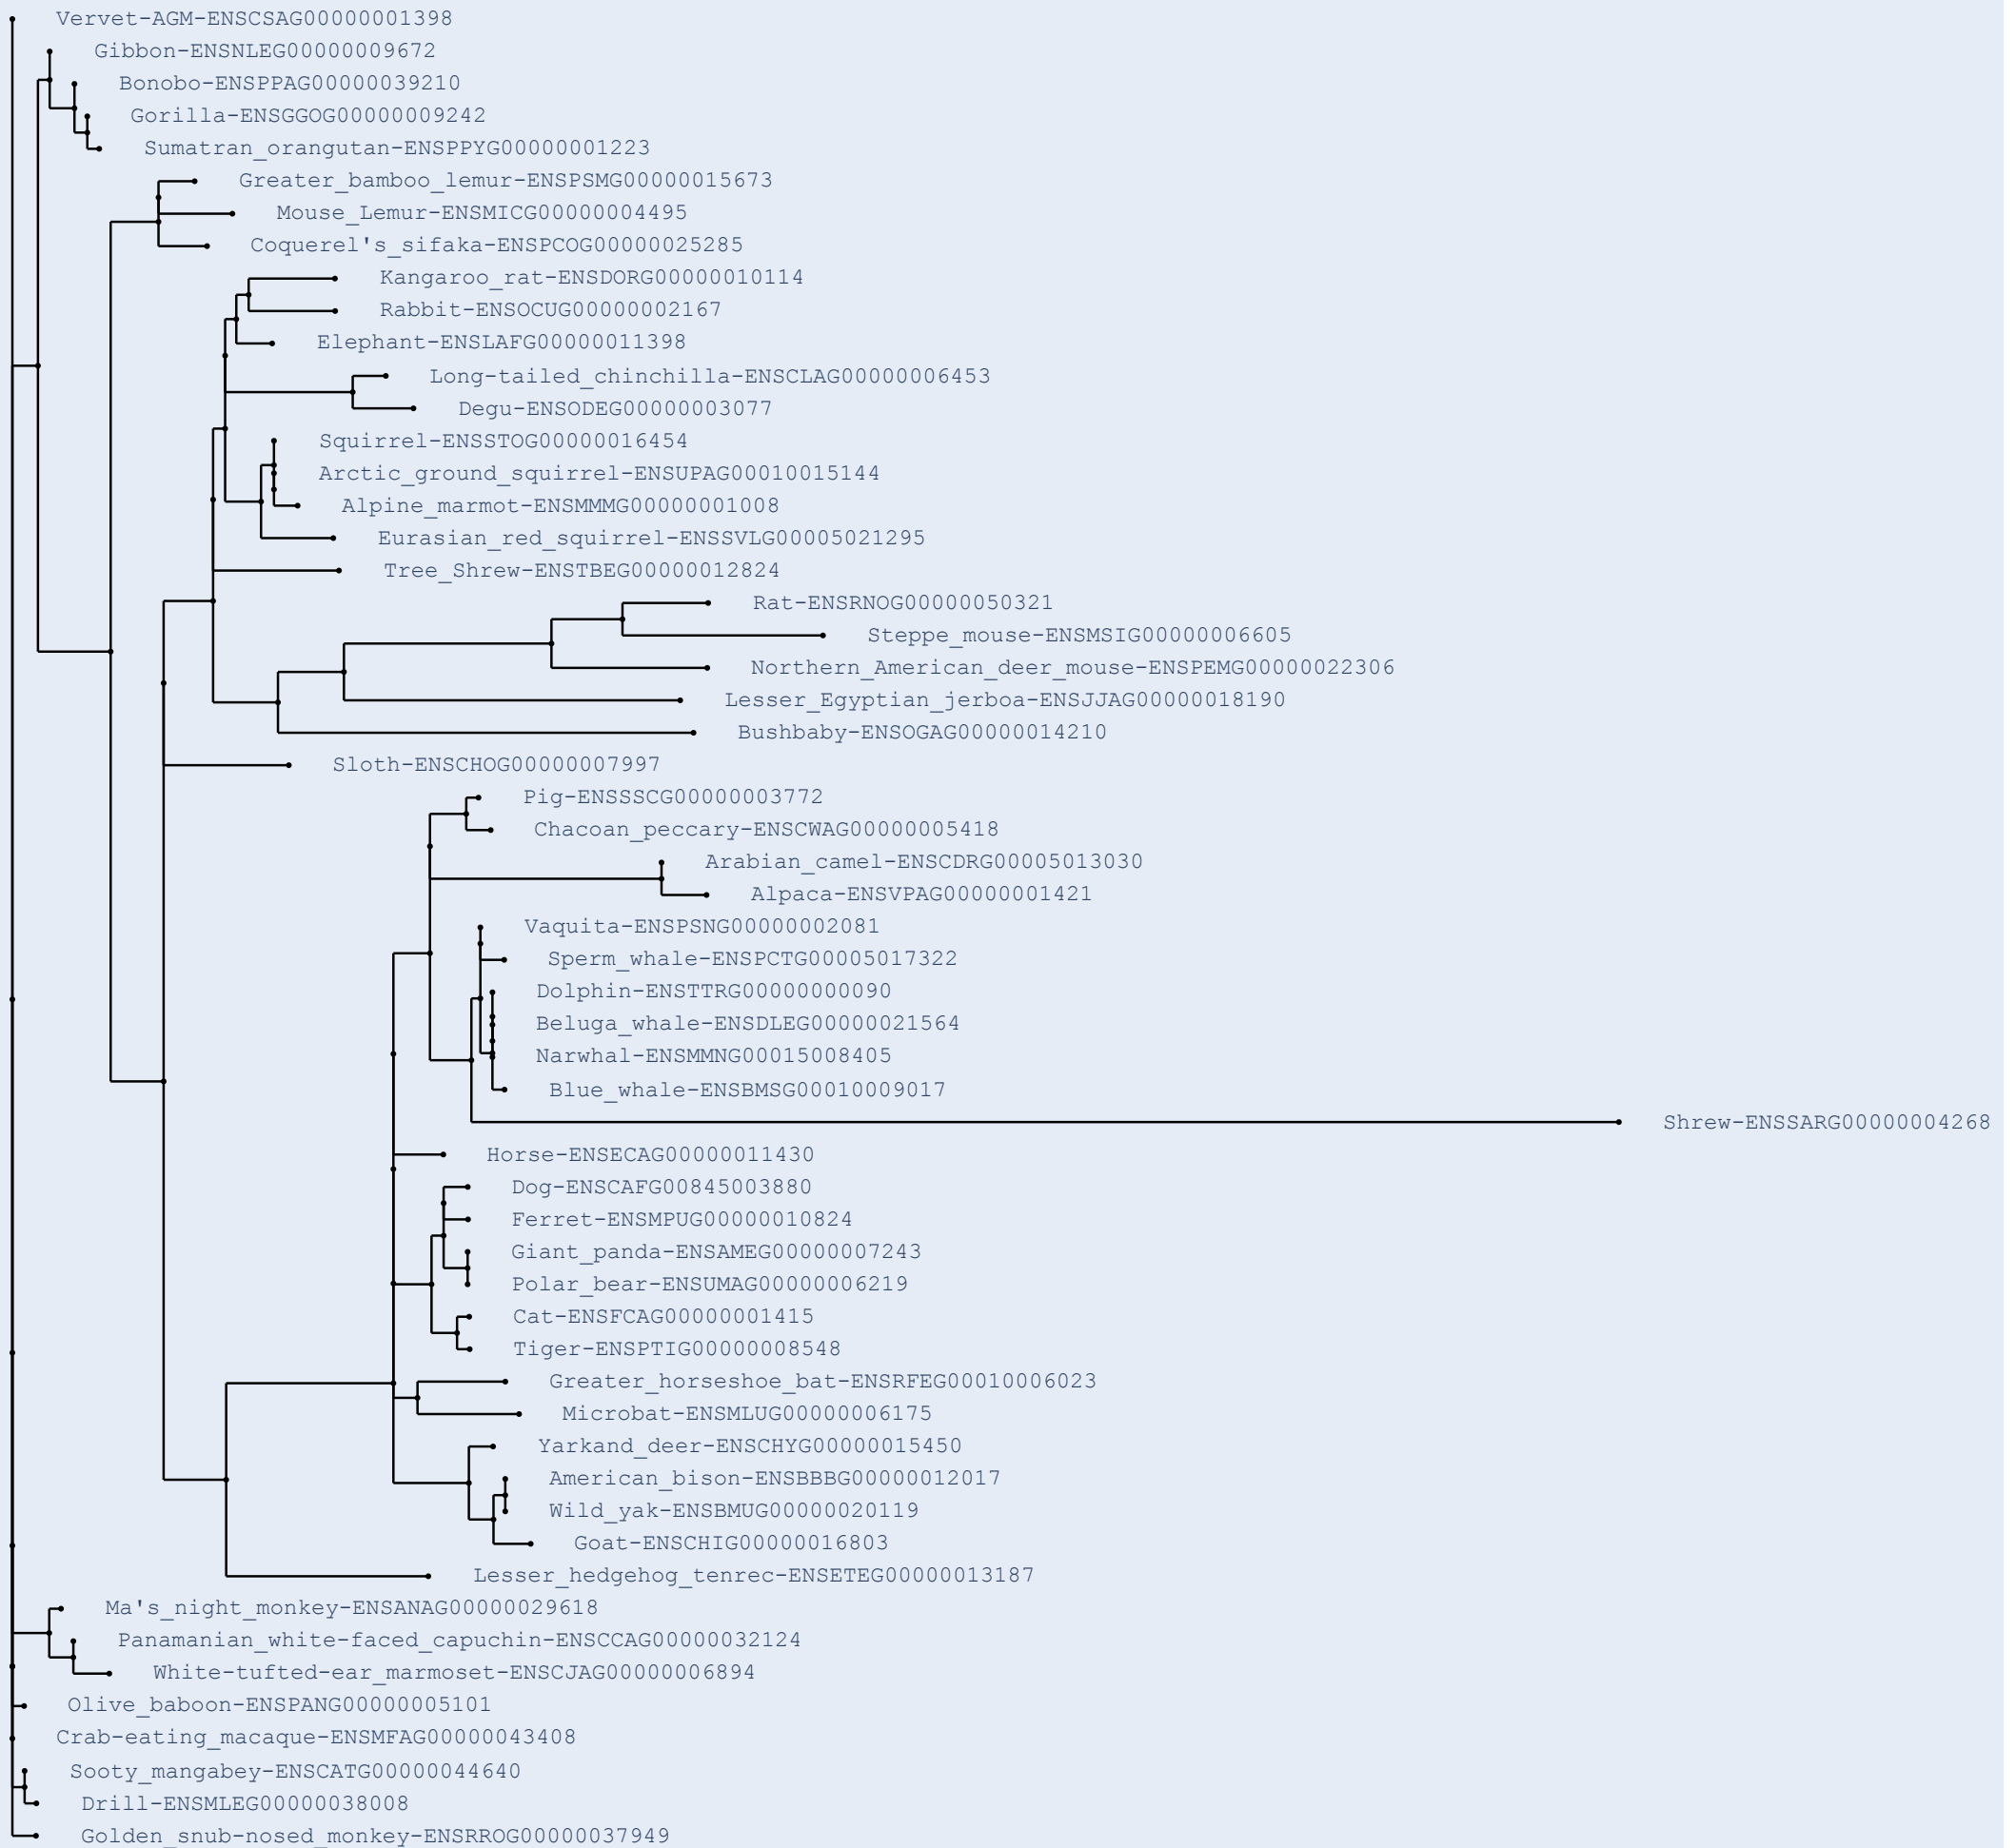 Vervet-AGM-ENSCSAG00000001398
Gibbon-ENSNLEG00000009672
Bonobo-ENSPPAG00000039210
Gorilla-ENSGGOG00000009242
Sumatran_orangutan-ENSPPYG00000001223
Greater_bamboo_lemur-ENSPSMG00000015673
Mouse_Lemur-ENSMICG00000004495
Coquerel's_sifaka-ENSPCOG00000025285
Kangaroo_rat-ENSDORG00000010114
Rabbit-ENSOCUG00000002167
Elephant-ENSLAFG00000011398
Long-tailed_chinchilla-ENSCLAG00000006453
Degu-ENSODEG00000003077
Squirrel-ENSSTOG00000016454
Arctic_ground_squirrel-ENSUPAG00010015144
Alpine_marmot-ENSMMMG00000001008
Eurasian_red_squirrel-ENSSVLG00005021295
Tree_Shrew-ENSTBEG00000012824
Rat-ENSRNOG00000050321
Steppe_mouse-ENSMSIG00000006605
Northern_American_deer_mouse-ENSPEMG00000022306
Lesser_Egyptian_jerboa-ENSJJAG00000018190
Bushbaby-ENSOGAG00000014210
Sloth-ENSCHOG00000007997
Pig-ENSSSCG00000003772
Chacoan_peccary-ENSCWAG00000005418
Arabian_camel-ENSCDRG00005013030
Alpaca-ENSVPAG00000001421
Vaquita-ENSPSNG00000002081
Sperm_whale-ENSPCTG00005017322
Dolphin-ENSTTRG00000000090
Beluga_whale-ENSDLEG00000021564
Narwhal-ENSMMNG00015008405
Blue_whale-ENSBMSG00010009017
Shrew-ENSSARG00000004268
Horse-ENSECAG00000011430
Dog-ENSCAFG00845003880
Ferret-ENSMPUG00000010824
Giant_panda-ENSAMEG00000007243
Polar_bear-ENSUMAG00000006219
Cat-ENSFCAG00000001415
Tiger-ENSPTIG00000008548
Greater_horseshoe_bat-ENSRFEG00010006023
Microbat-ENSMLUG00000006175
Yarkand_deer-ENSCHYG00000015450
American_bison-ENSBBBG00000012017
Wild_yak-ENSBMUG00000020119
Goat-ENSCHIG00000016803
Lesser_hedgehog_tenrec-ENSETEG00000013187
Ma's_night_monkey-ENSANAG00000029618
Panamanian_white-faced_capuchin-ENSCCAG00000032124
White-tufted-ear_marmoset-ENSCJAG00000006894
Olive_baboon-ENSPANG00000005101
Crab-eating_macaque-ENSMFAG00000043408
Sooty_mangabey-ENSCATG00000044640
Drill-ENSMLEG00000038008
Golden_snub-nosed_monkey-ENSRROG00000037949